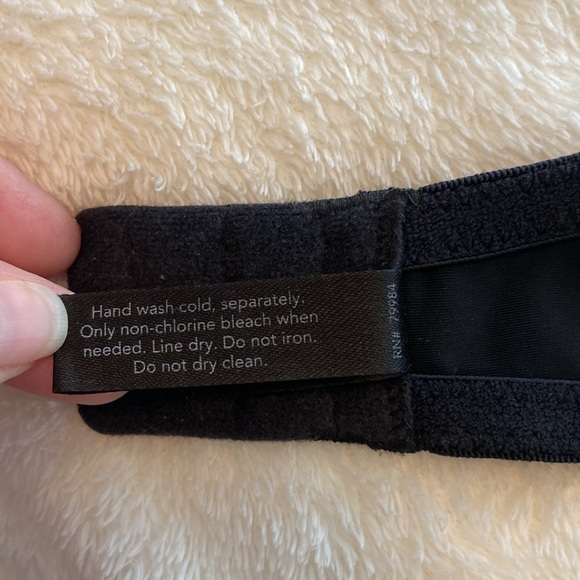 Hand wash cold, separately.
Only non-chlorine bleach when
needed. Line dry. Do not iron.
Do not dry clean.
RN# 79984